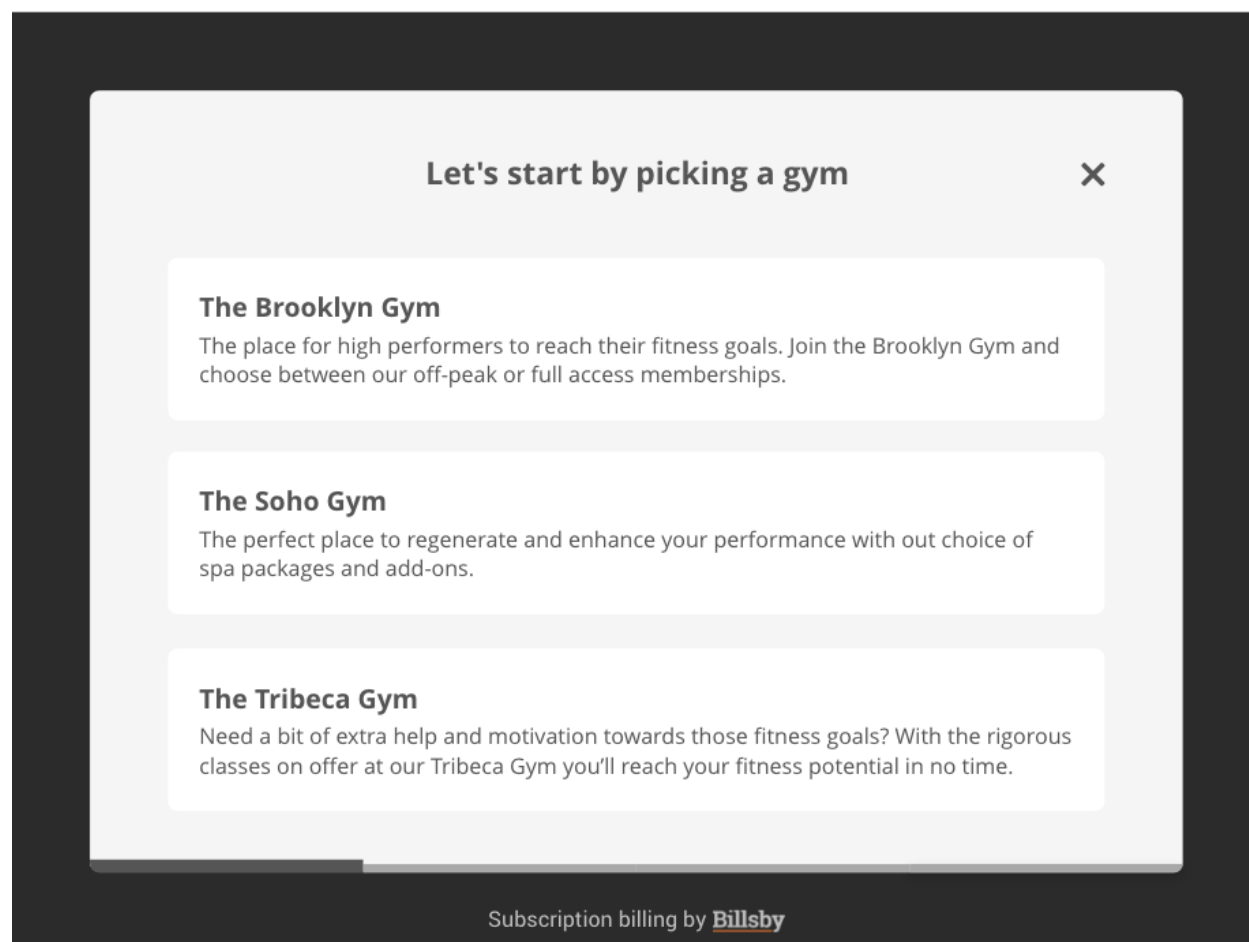 Let's start by picking a gym
The Brooklyn Gym
The place for high performers to reach their fitness goals. Join the Brooklyn Gym and
choose between our off-peak or full access memberships.
The Soho Gym
The perfect place to regenerate and enhance your performance with out choice of
spa packages and add-ons.
The Tribeca Gym
Need a bit of extra help and motivation towards those fitness goals? With the rigorous
classes on offer at our Tribeca Gym you’ll reach your fitness potential in no time.
Subscription billing by Billsby